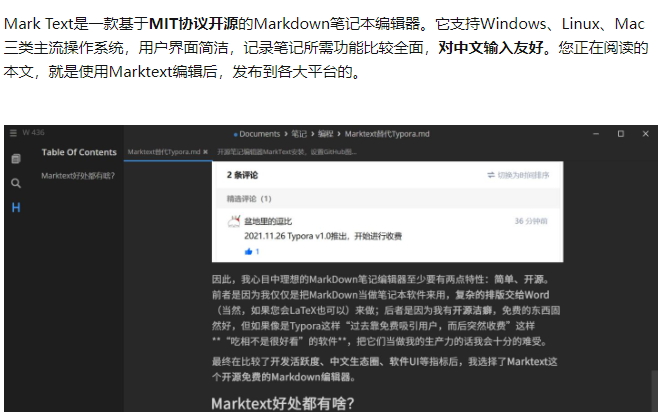 Mark Text是一款基于MIT协议开源的Markdown笔记本编辑器。它支持Windows、Linux、Mac
三类主流操作系统，用户界面简洁，记录笔记所需功能比较全面，对中文输入友好。您正在阅读的
本文，就是使用Marktext编辑后，发布到各大平台的。
W 436
Documents > 笔记 > 编程 > Marktext替代Typora.md
Table Of Contents
Marktext替代Typora.md ×
开源笔记编辑器MarkText安装，设置GitHub图...
Marktext好处都有啥？
2 条评论
切换为时间排序
精选评论（1）
盆地里的逗比
36 分钟前
2021.11.26 Typora v1.0推出，开始进行收费
1
因此，我心目中理想的MarkDown笔记编辑器至少要有两点特性：简单、开源。
前者是因为我仅仅是把MarkDown当做笔记本软件来用，复杂的排版交给Word
（当然，如果您会LaTeX也可以）来做；后者是因为我有开源洁癖，免费的东西固
然好，但如果像是Typora这样“过去靠免费吸引用户，而后突然收费”这样
**“吃相不是很好看”的软件**，把它们当做我的生产力的话我会十分的难受。
最终在比较了开发活跃度、中文生态圈、软件UI等指标后，我选择了Marktext这
个开源免费的Markdown编辑器。
Marktext好处都有啥？